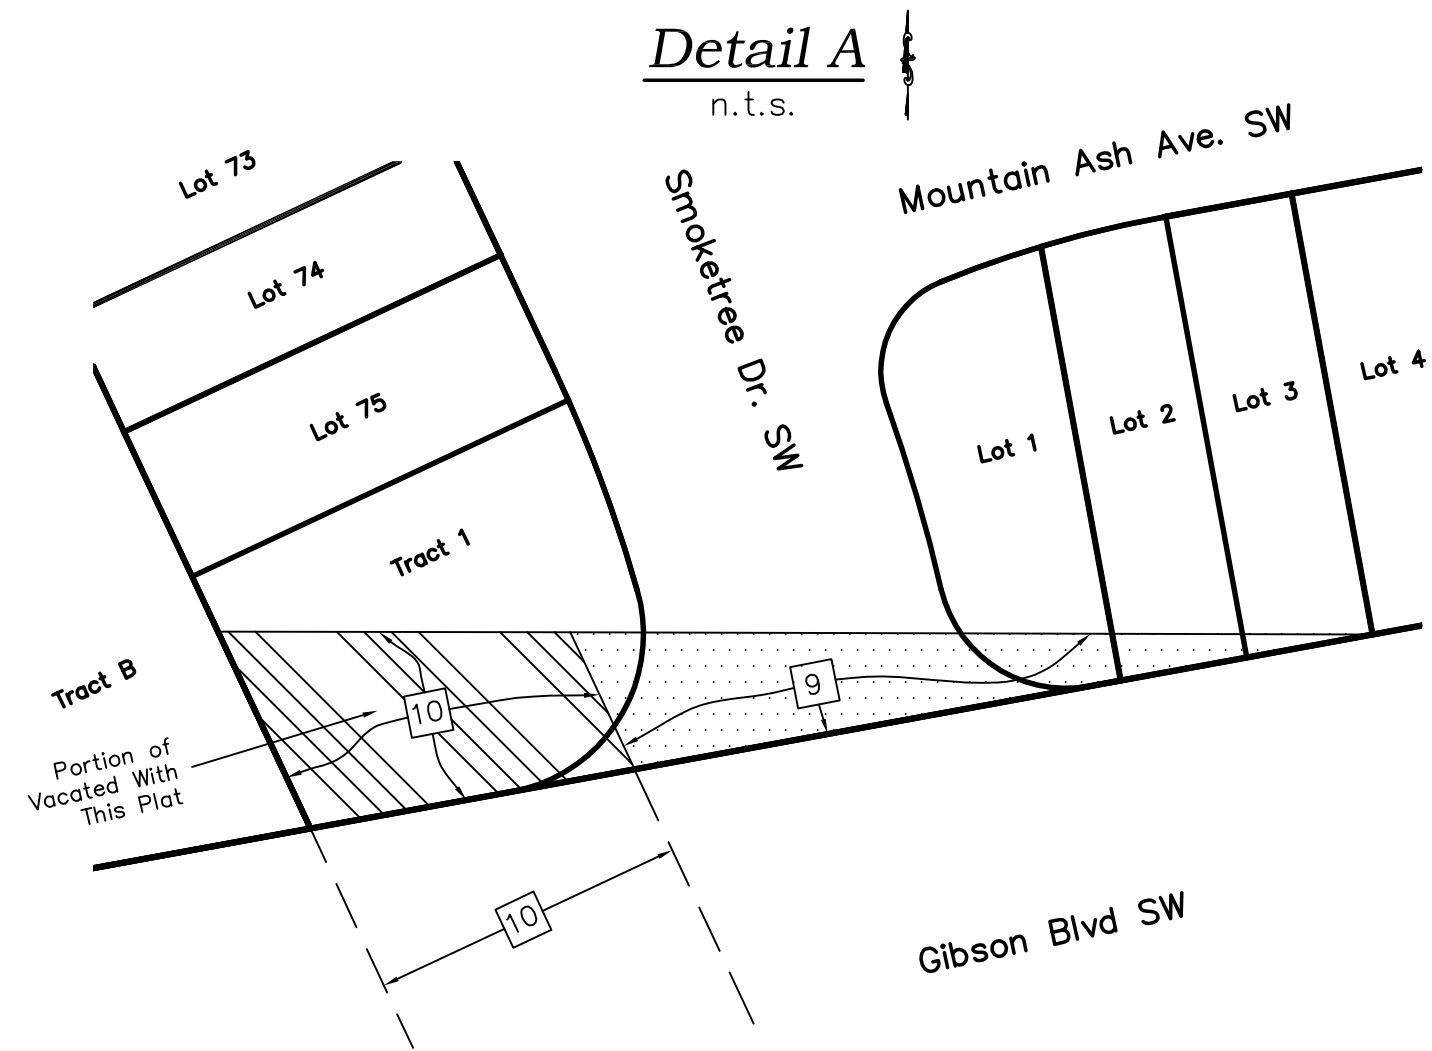 Detail A
n.t.s.
Mountain Ash Ave. SW
Lot 73
Smoketree Dr. SW
Lot 74
Lot 75
Lot 1
Lot 2
Lot 3
Lot 4
Tract 1
Tract B
9
10
Portion of
Vacated With
This Plat
10
Gibson Blvd SW